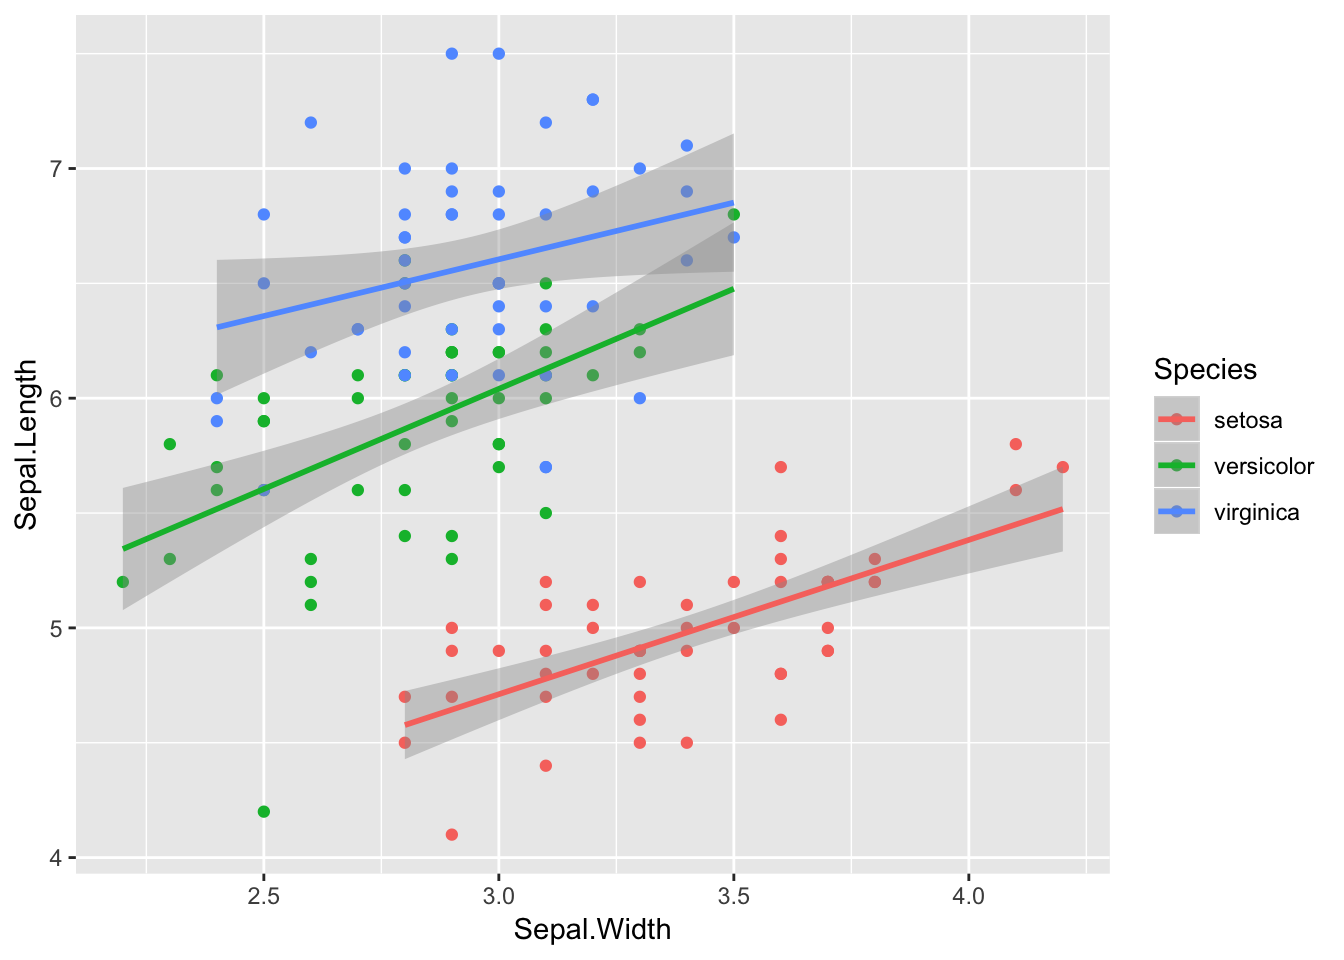 Sepal.Length
7
6
5
4
2.5 3.0 3.5 4.0
Sepal.Width
Species
setosa
versicolor
virginica